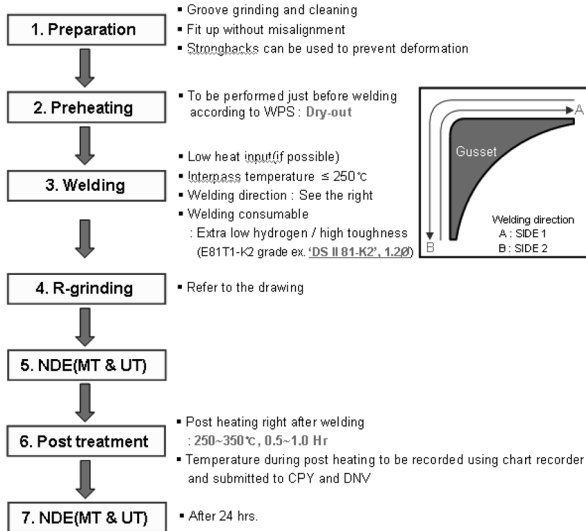 ▪ Groove grinding and cleaning
1. Preparation
▪ Fit up without misalignment
▪ Stronghacks can be used to prevent deformation
2. Preheating
▪ To be performed just before welding
according to WPS : Dry-out
3. Welding
▪ Low heat input(if possible)
▪ Interpass temperature ≤ 250℃
▪ Welding direction : See the right
▪ Welding consumable
: Extra low hydrogen / high toughness
(E81T1-K2 grade ex. 'DS II 81-K2', 1.2Ø)
A
Gusset
Welding direction
A : SIDE 1
B : SIDE 2
B
4. R-grinding
▪ Refer to the drawing
5. NDE(MT & UT)
6. Post treatment
▪ Post heating right after welding
: 250~350℃, 0.5~1.0 Hr
▪ Temperature during post heating to be recorded using chart recorder
and submitted to CPY and DNV
7. NDE(MT & UT)
▪ After 24 hrs.